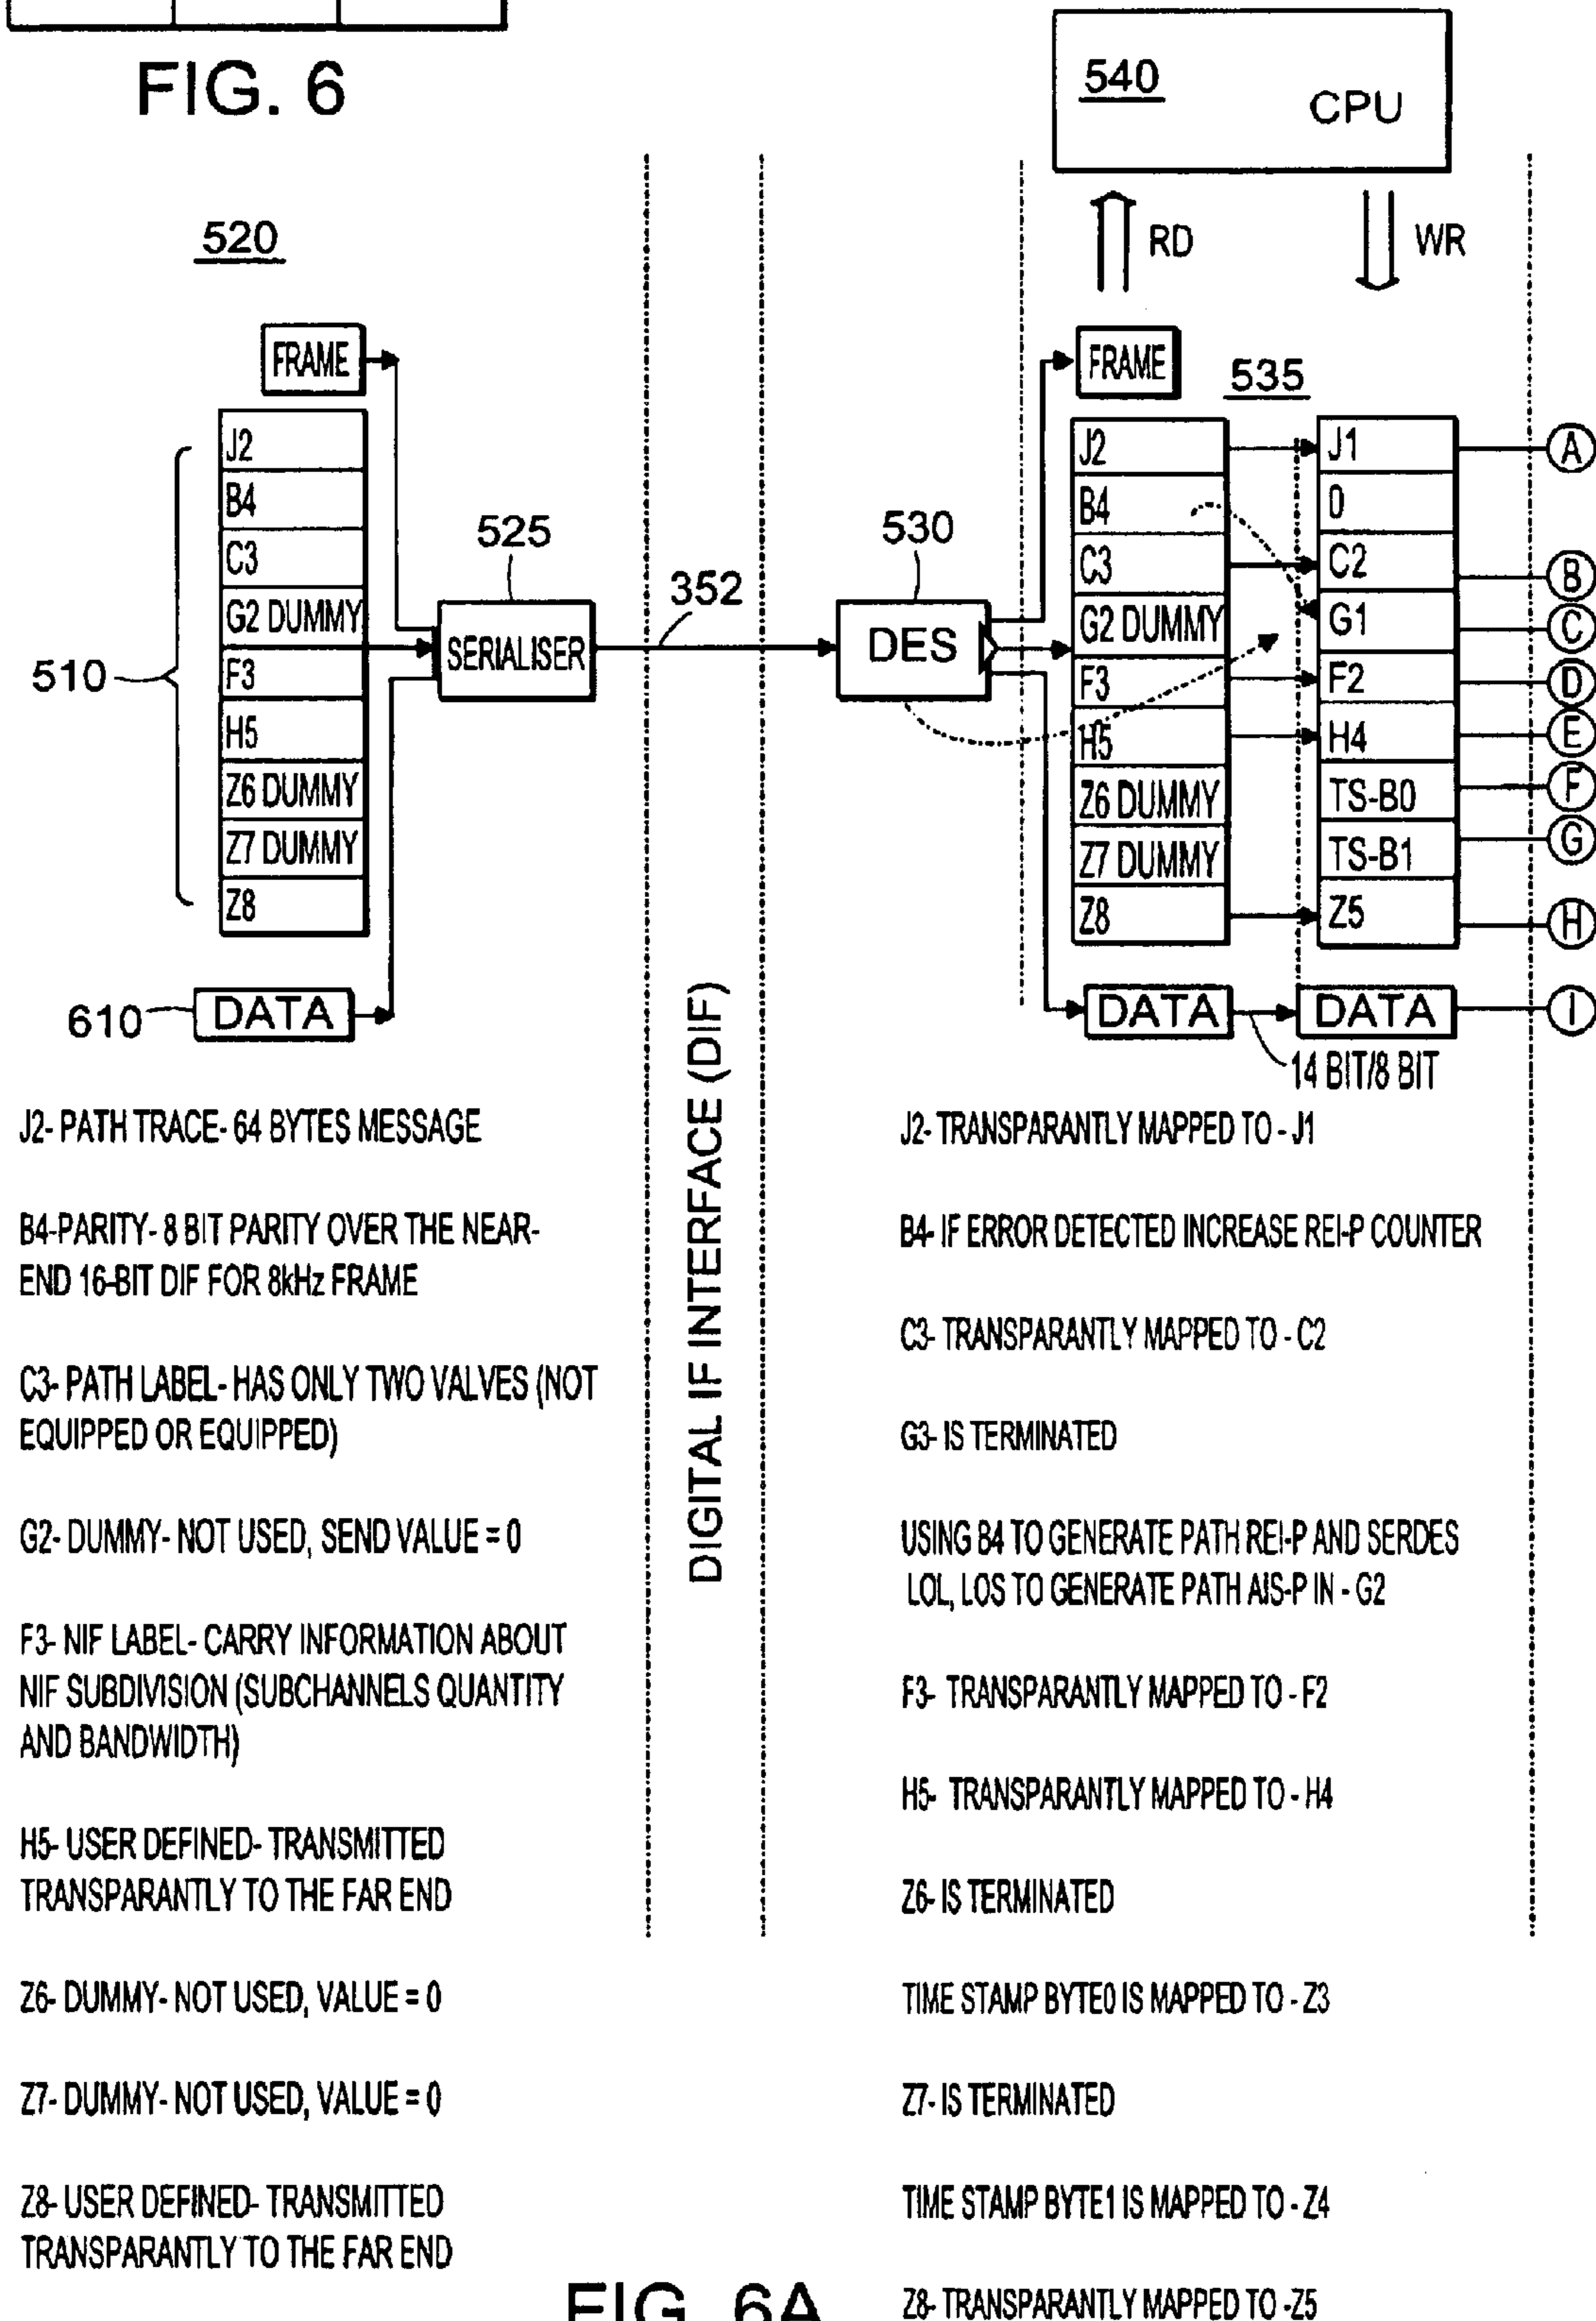 FIG. 6
540
CPU
RD
WR
520
FRAME
J2
B4
C3
G2 DUMMY
F3
H5
Z6 DUMMY
Z7 DUMMY
Z8
510
610
DATA
525
SERIALISER
352
530
DES
DIGITAL IF INTERFACE (DIF)
FRAME
535
J2
B4
C3
G2 DUMMY
F3
H5
Z6 DUMMY
Z7 DUMMY
Z8
DATA
J1
0
C2
G1
F2
H4
TS-B0
TS-B1
Z5
DATA
14 BIT/8 BIT
A
B
C
D
E
F
G
H
I
J2- PATH TRACE- 64 BYTES MESSAGE
B4-PARITY- 8 BIT PARITY OVER THE NEAR-
END 16-BIT DIF FOR 8kHz FRAME
C3- PATH LABEL- HAS ONLY TWO VALVES (NOT
EQUIPPED OR EQUIPPED)
G2- DUMMY- NOT USED, SEND VALUE = 0
F3- NIF LABEL- CARRY INFORMATION ABOUT
NIF SUBDIVISION (SUBCHANNELS QUANTITY
AND BANDWIDTH)
H5- USER DEFINED- TRANSMITTED
TRANSPARANTLY TO THE FAR END
Z6- DUMMY- NOT USED, VALUE = 0
Z7- DUMMY- NOT USED, VALUE = 0
Z8- USER DEFINED- TRANSMITTED
TRANSPARANTLY TO THE FAR END
J2- TRANSPARANTLY MAPPED TO - J1
B4- IF ERROR DETECTED INCREASE REI-P COUNTER
C3- TRANSPARANTLY MAPPED TO - C2
G3- IS TERMINATED
USING B4 TO GENERATE PATH REI-P AND SERDES
LOL, LOS TO GENERATE PATH AIS-P IN - G2
F3- TRANSPARANTLY MAPPED TO - F2
H5- TRANSPARANTLY MAPPED TO - H4
Z6- IS TERMINATED
TIME STAMP BYTE0 IS MAPPED TO - Z3
Z7- IS TERMINATED
TIME STAMP BYTE1 IS MAPPED TO - Z4
Z8- TRANSPARANTLY MAPPED TO -Z5
FIG. 6A